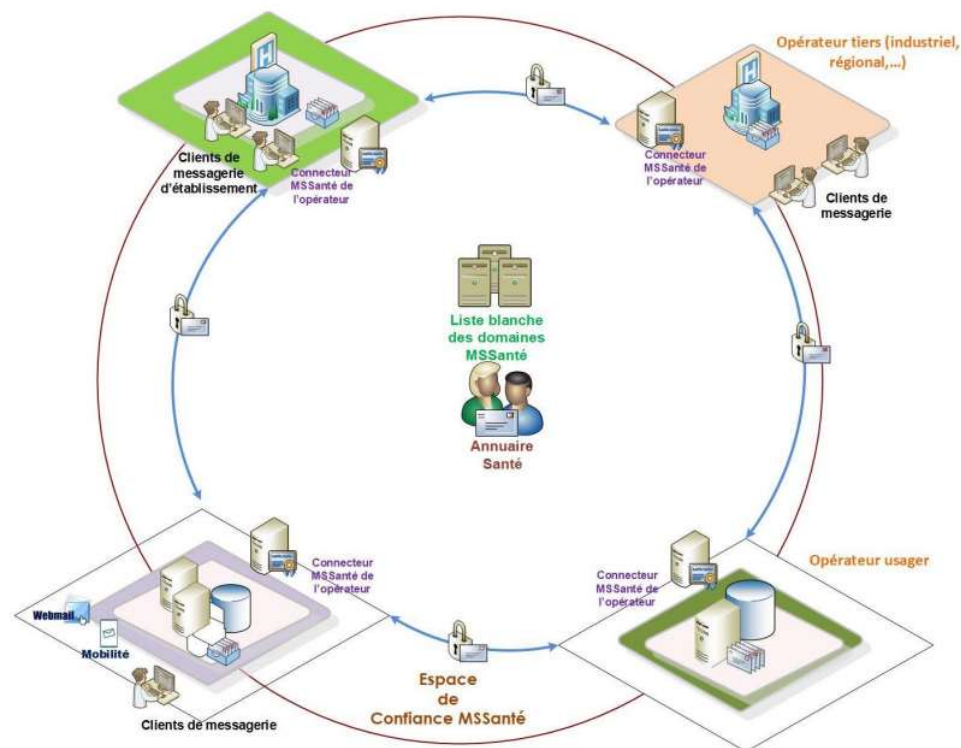 Opérateur tiers (industriel,
régional,...)
Clients de
messagerie
d'établissement
Connecteur
MSSanté de
l'opérateur
Connecteur
MSSanté de
l'opérateur
Clients de
messagerie
Liste blanche
des domaines
MSSanté
Annuaire
Santé
Connecteur
MSSanté de
l'opérateur
Webmail
Mobilité
Clients de messagerie
Connecteur
MSSanté de
l'opérateur
Opérateur usager
Espace
de
Confiance MSSanté